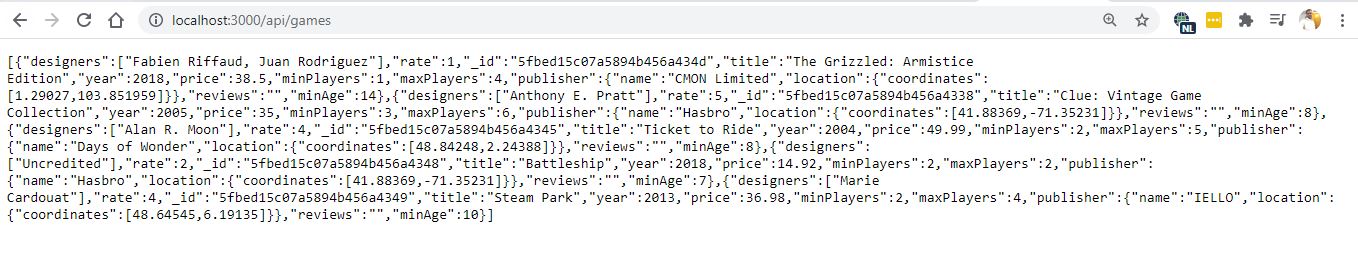 localhost:3000/api/games
NL
[{"designers":["Fabien Riffaud, Juan Rodriguez"],"rate":1,"_id":"5fbed15c07a5894b456a434d","title":"The Grizzled: Armistice
Edition","year":2018,"price":38.5,"minPlayers":1,"maxPlayers":4,"publisher":{"name":"CMON Limited","location":{"coordinates":
[1.29027,103.851959]}},"reviews":"","minAge":14},{"designers":["Anthony E. Pratt"],"rate":5,"_id":"5fbed15c07a5894b456a4338","title":"Clue: Vintage Game
Collection","year":2005,"price":35,"minPlayers":3,"maxPlayers":6,"publisher":{"name":"Hasbro","location":{"coordinates":[41.88369,-71.35231]}},"reviews":"","minAge":8},
{"designers":["Alan R. Moon"],"rate":4,"_id":"5fbed15c07a5894b456a4345","title":"Ticket to Ride","year":2004,"price":49.99,"minPlayers":2,"maxPlayers":5,"publisher":
{"name":"Days of Wonder","location":{"coordinates":[48.84248,2.24388]}},"reviews":"","minAge":8},{"designers":
["Uncredited"],"rate":2,"_id":"5fbed15c07a5894b456a4348","title":"Battleship","year":2018,"price":14.92,"minPlayers":2,"maxPlayers":2,"publisher":
{"name":"Hasbro","location":{"coordinates":[41.88369,-71.35231]}},"reviews":"","minAge":7},{"designers":["Marie
Cardouat"],"rate":4,"_id":"5fbed15c07a5894b456a4349","title":"Steam Park","year":2013,"price":36.98,"minPlayers":2,"maxPlayers":4,"publisher":{"name":"IELLO","location":
{"coordinates":[48.64545,6.19135]}},"reviews":"","minAge":10}]